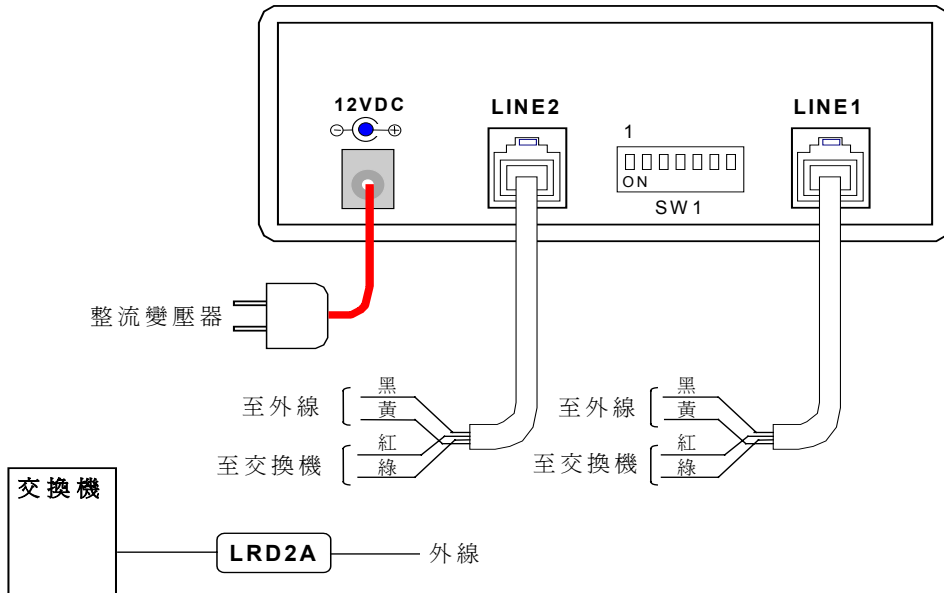 12VDC
LINE2
LINE1
1
ON
SW1
整流變壓器
至外線
黑
黃
至交換機
紅
綠
至外線
黑
黃
至交換機
紅
綠
交換機
LRD2A
外線